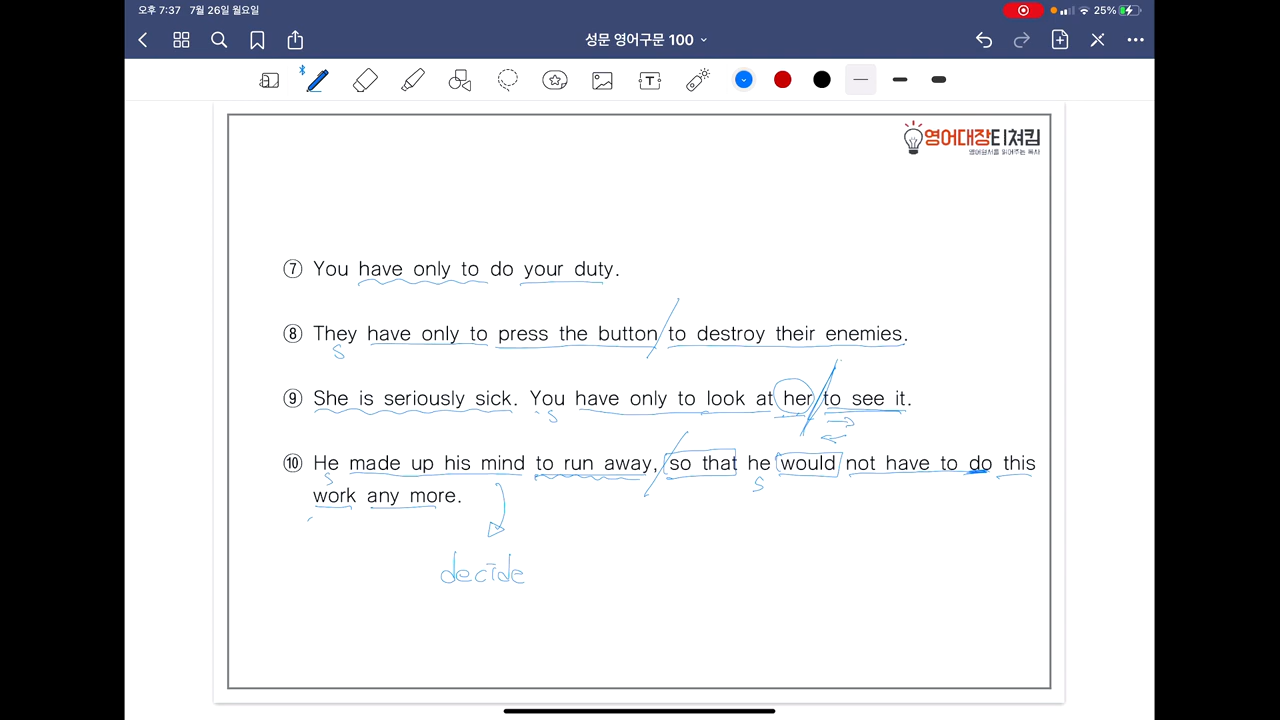 오후 7:37 7월 26일 월요일
25%
성문 영어구문 100
영어대장티쳐킴
⑦ You have only to do your duty.
⑧ They have only to press the button / to destroy their enemies.
s
⑨ She is seriously sick. You have only to look at her / to see it.
s
⑩ He made up his mind to run away, / so that he would not have to do this
s s
work any more.
decide